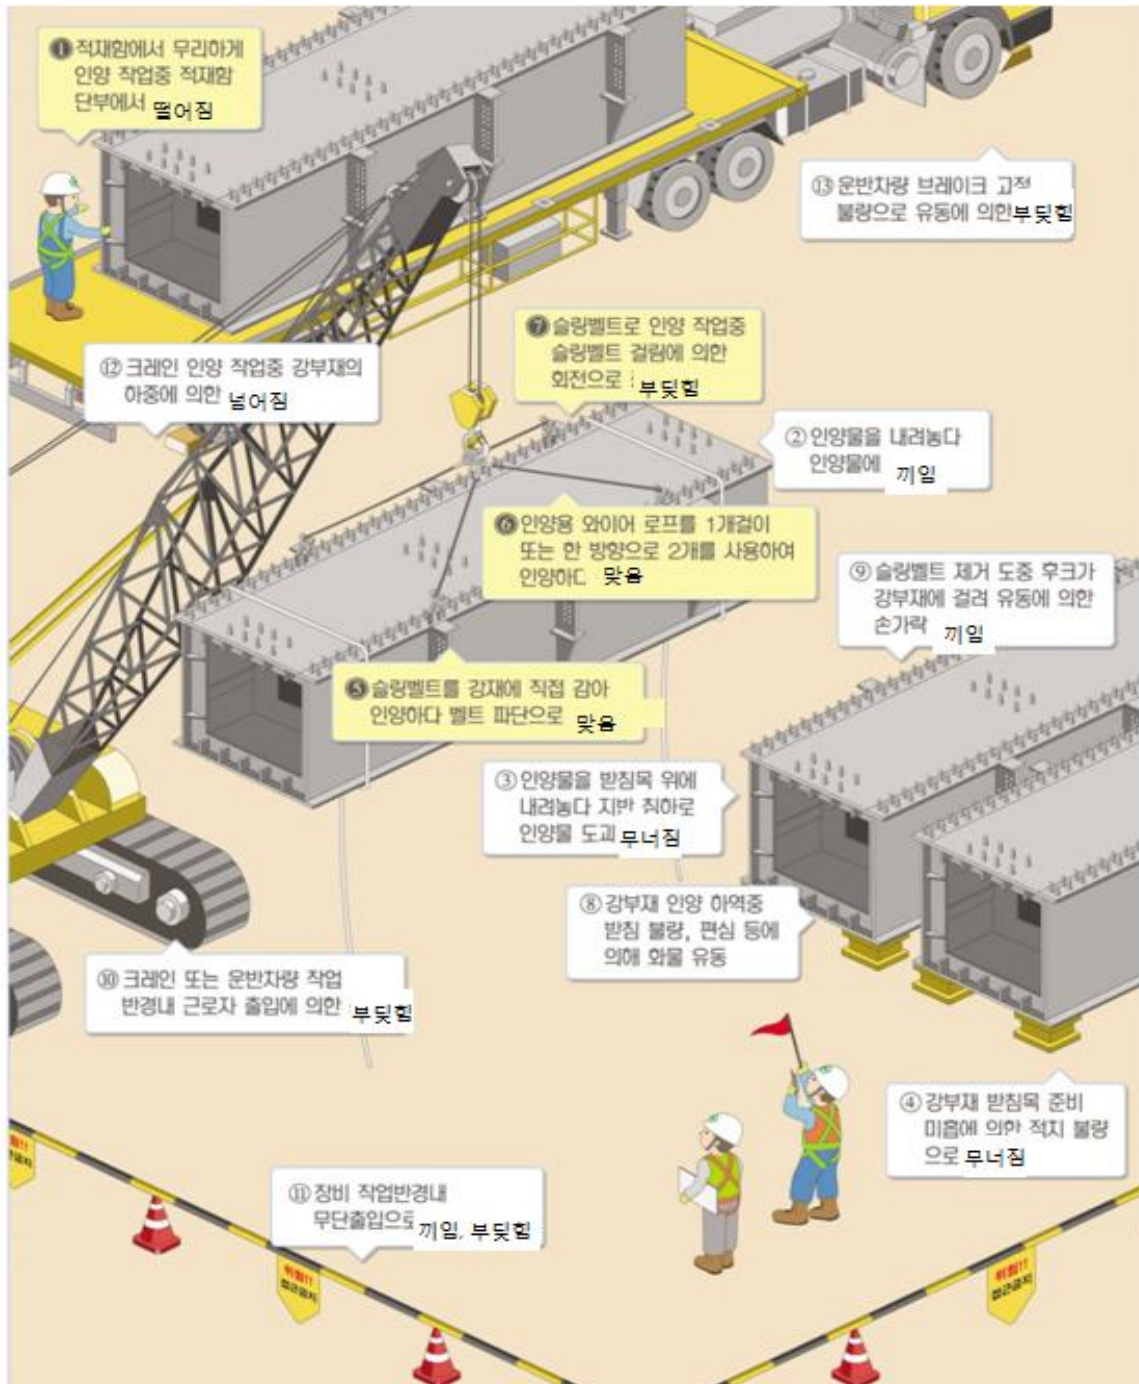 ❶ 적재함에서 무리하게
인양 작업중 적재함
단부에서 떨어짐
⑬ 운반차량 브레이크 고정
불량으로 유동에 의한 부딪힘
❼ 슬링벨트로 인양 작업중
슬링벨트 걸림에 의한
회전으로 부딪힘
⑫ 크레인 인양 작업중 강부재의
하중에 의한 넘어짐
② 인양물을 내려놓다
인양물에 끼임
❻ 인양용 와이어 로프를 1개걸이
또는 한 방향으로 2개를 사용하여
인양하다 맞음
⑨ 슬링벨트 제거 도중 후크가
강부재에 걸려 유동에 의한
손가락 끼임
❺ 슬링벨트를 강재에 직접 감아
인양하다 벨트 파단으로 맞음
③ 인양물을 받침목 위에
내려놓다 지반 침하로
인양물 도괴 무너짐
⑧ 강부재 인양 하역중
받침 불량, 편심 등에
의해 화물 유동
⑩ 크레인 또는 운반차량 작업
반경내 근로자 출입에 의한 부딪힘
④ 강부재 받침목 준비
미흡에 의한 적치 불량
으로 무너짐
⑪ 장비 작업반경내
무단출입으로 끼임, 부딪힘
위험!!
접근금지
위험!!
접근금지